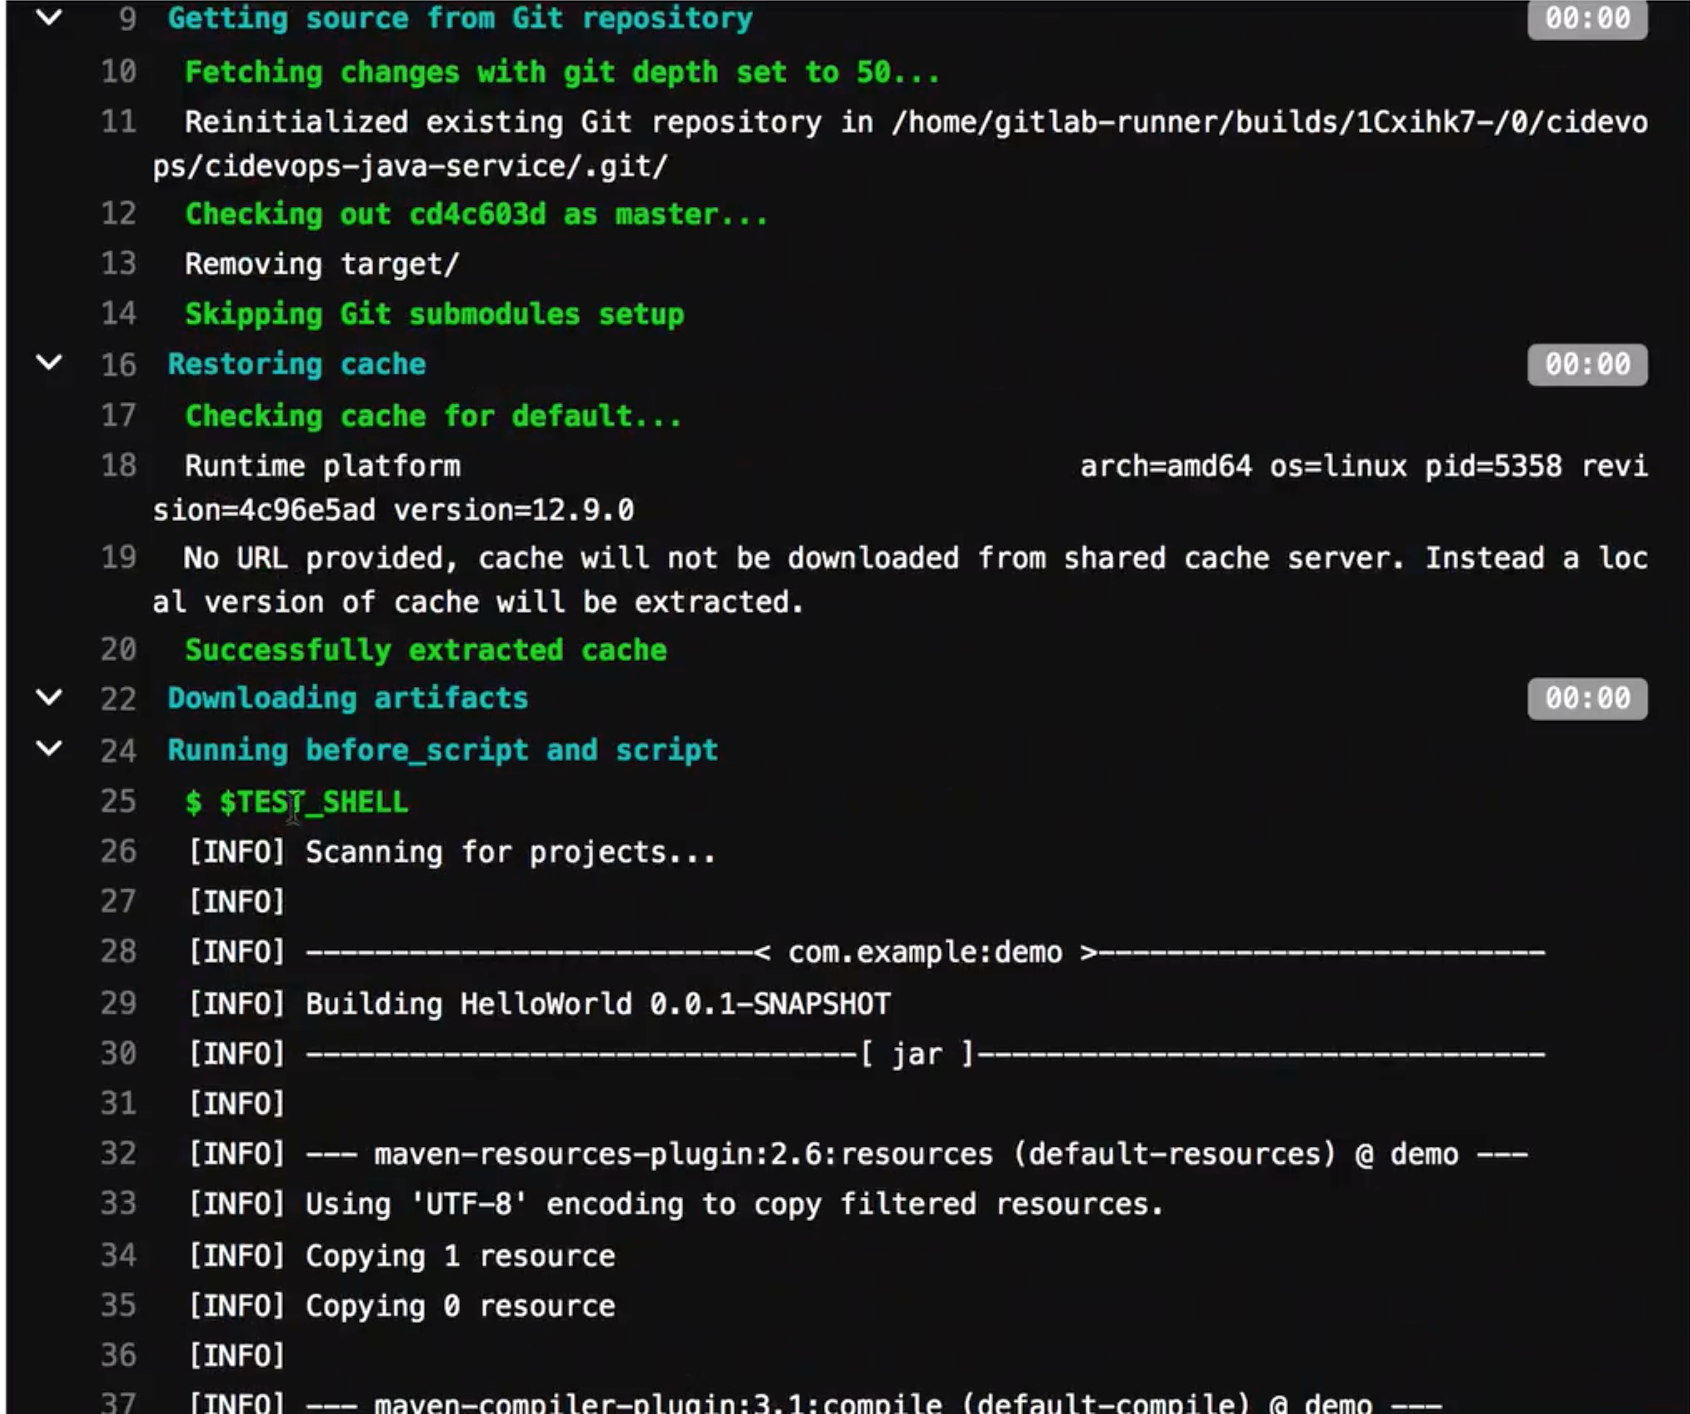 9 Getting source from Git repository 00:00
10 Fetching changes with git depth set to 50...
11 Reinitialized existing Git repository in /home/gitlab-runner/builds/1Cxihk7-/0/cidevo
ps/cidevops-java-service/.git/
12 Checking out cd4c603d as master...
13 Removing target/
14 Skipping Git submodules setup
16 Restoring cache 00:00
17 Checking cache for default...
18 Runtime platform arch=amd64 os=linux pid=5358 revi
sion=4c96e5ad version=12.9.0
19 No URL provided, cache will not be downloaded from shared cache server. Instead a loc
al version of cache will be extracted.
20 Successfully extracted cache
22 Downloading artifacts 00:00
24 Running before_script and script
25 $ $TEST_SHELL
26 [INFO] Scanning for projects...
27 [INFO]
28 [INFO] --------------------------< com.example:demo >--------------------------
29 [INFO] Building HelloWorld 0.0.1-SNAPSHOT
30 [INFO] --------------------------------[ jar ]---------------------------------
31 [INFO]
32 [INFO] --- maven-resources-plugin:2.6:resources (default-resources) @ demo ---
33 [INFO] Using 'UTF-8' encoding to copy filtered resources.
34 [INFO] Copying 1 resource
35 [INFO] Copying 0 resource
36 [INFO]
37 [INFO] --- maven-compiler-plugin:3.1:compile (default-compile) @ demo ---